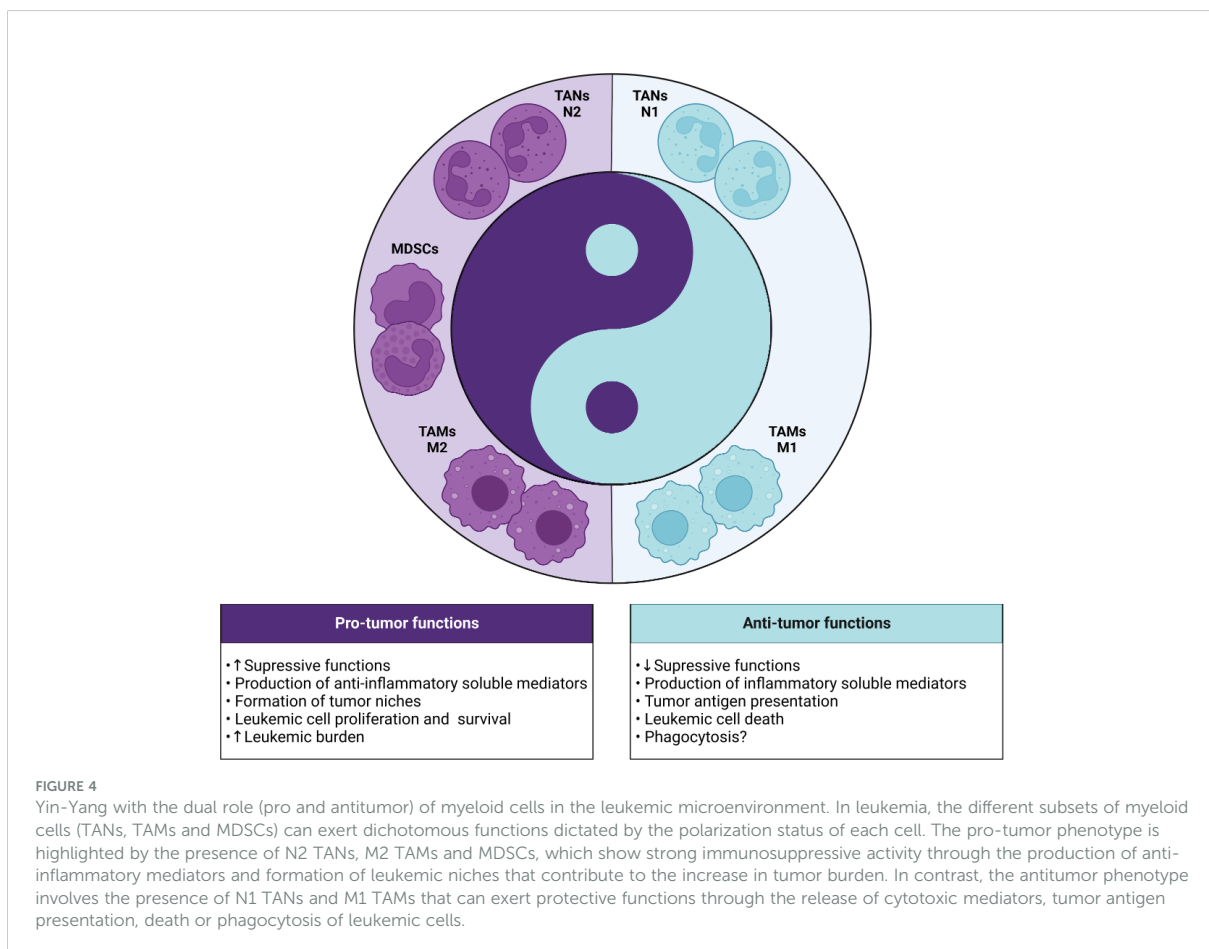 TANs
N2
TANs
N1
MDSCs
TAMs
M2
TAMs
M1
Pro-tumor functions
• ↑ Supressive functions
• Production of anti-inflammatory soluble mediators
• Formation of tumor niches
• Leukemic cell proliferation and survival
• ↑ Leukemic burden
Anti-tumor functions
• ↓ Supressive functions
• Production of inflammatory soluble mediators
• Tumor antigen presentation
• Leukemic cell death
• Phagocytosis?
FIGURE 4
Yin-Yang with the dual role (pro and antitumor) of myeloid cells in the leukemic microenvironment. In leukemia, the different subsets of myeloid
cells (TANs, TAMs and MDSCs) can exert dichotomous functions dictated by the polarization status of each cell. The pro-tumor phenotype is
highlighted by the presence of N2 TANs, M2 TAMs and MDSCs, which show strong immunosuppressive activity through the production of anti-
inflammatory mediators and formation of leukemic niches that contribute to the increase in tumor burden. In contrast, the antitumor phenotype
involves the presence of N1 TANs and M1 TAMs that can exert protective functions through the release of cytotoxic mediators, tumor antigen
presentation, death or phagocytosis of leukemic cells.